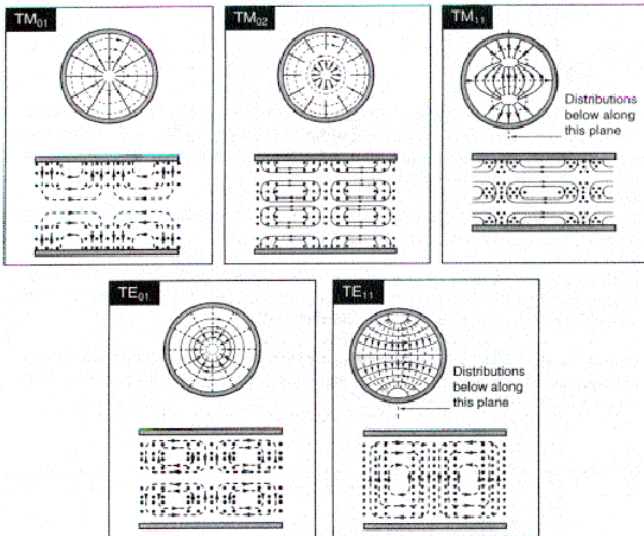 TM01
TM02
TM11
Distributions
below along
this plane
TE01
TE11
Distributions
below along
this plane